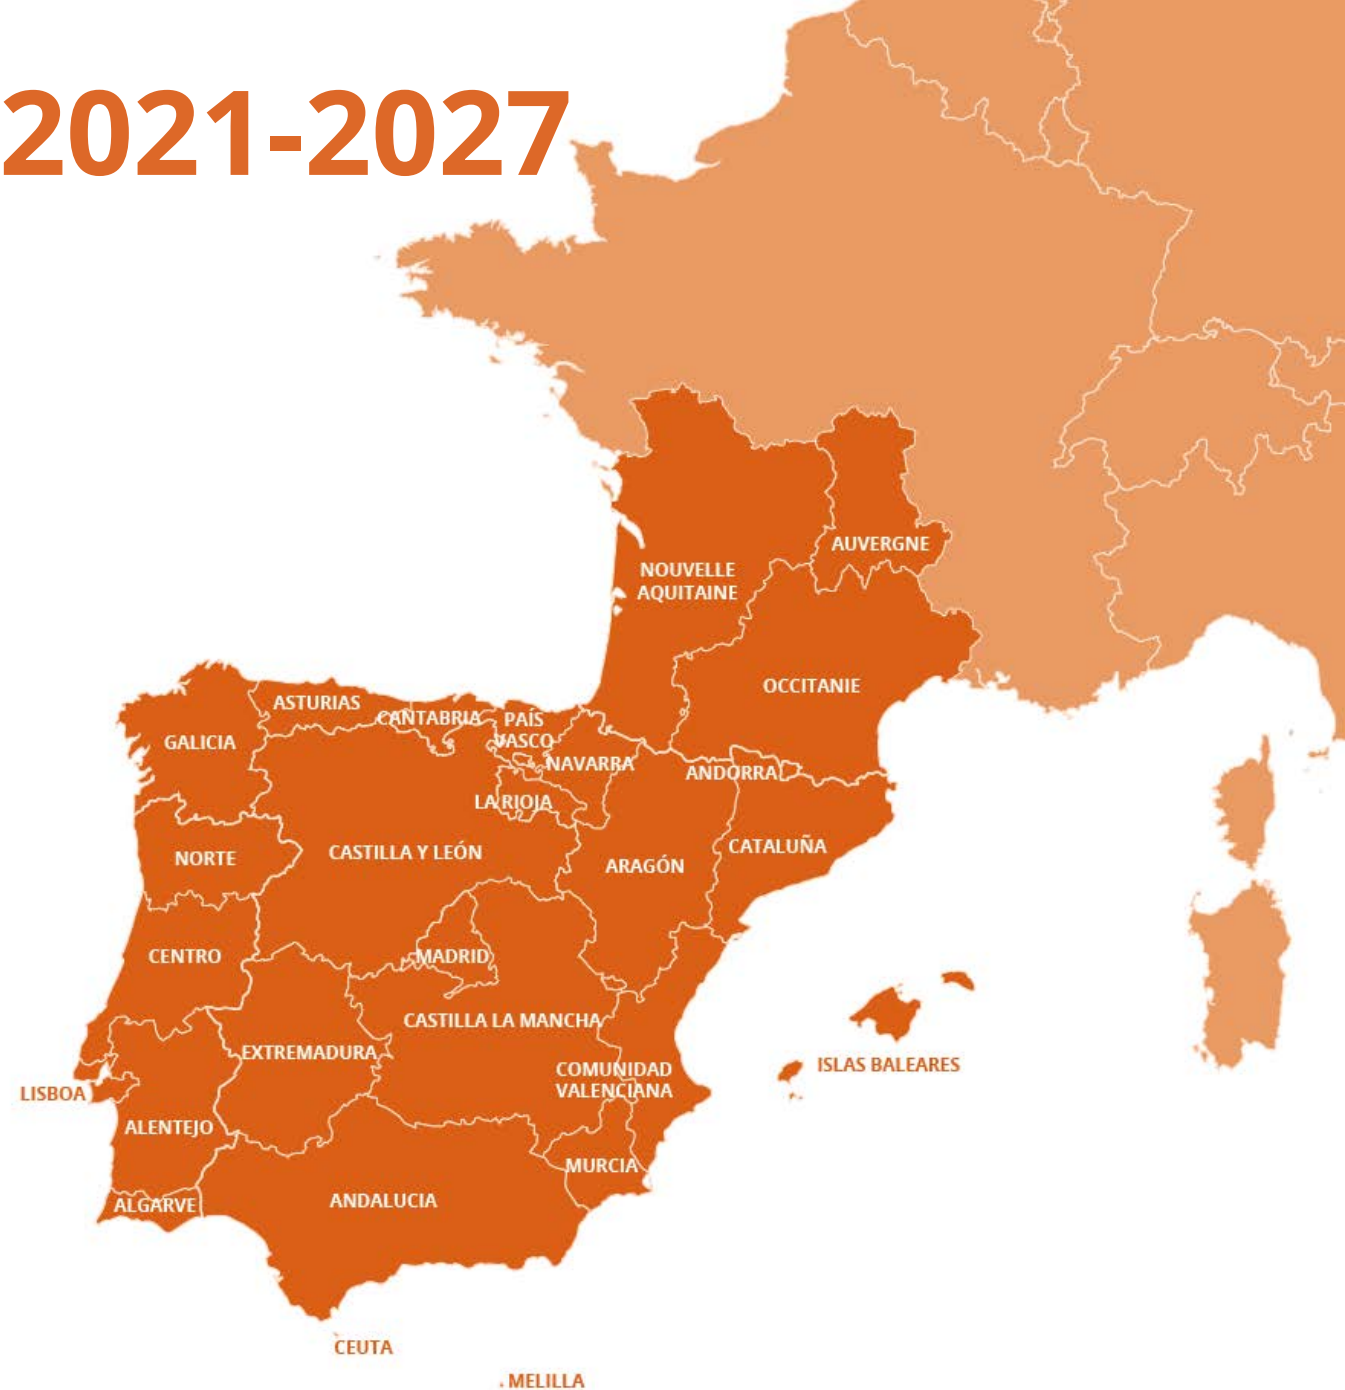 2021-2027
AUVERGNE
NOUVELLE
AQUITAINE
OCCITANIE
ASTURIAS
CANTABRIA
PAÍS
VASCO
GALICIA
NAVARRA
ANDORRA
LA RIOJA
NORTE
CASTILLA Y LEÓN
ARAGÓN
CATALUÑA
CENTRO
MADRID
CASTILLA LA MANCHA
EXTREMADURA
COMUNIDAD
VALENCIANA
ISLAS BALEARES
LISBOA
ALENTEJO
MURCIA
ALGARVE
ANDALUCIA
CEUTA
MELILLA